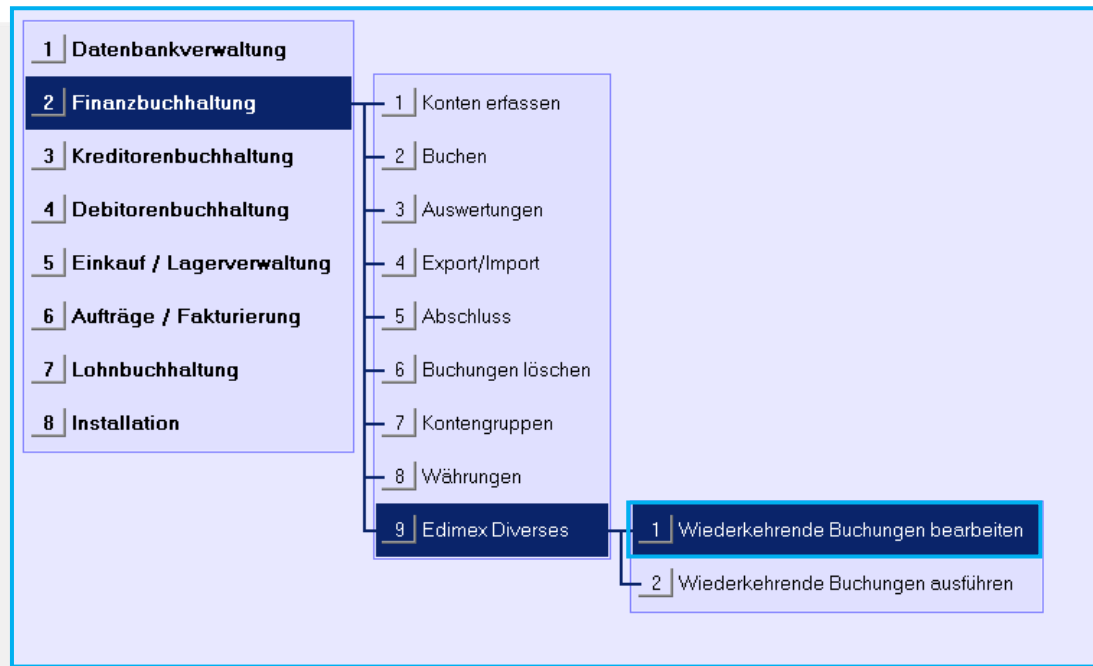 1 Datenbankverwaltung
2 Finanzbuchhaltung
3 Kreditorenbuchhaltung
4 Debitorenbuchhaltung
5 Einkauf / Lagerverwaltung
6 Aufträge / Fakturierung
7 Lohnbuchhaltung
8 Installation
1 Konten erfassen
2 Buchen
3 Auswertungen
4 Export/Import
5 Abschluss
6 Buchungen löschen
7 Kontengruppen
8 Währungen
9 Edimex Diverses
1 Wiederkehrende Buchungen bearbeiten
2 Wiederkehrende Buchungen ausführen